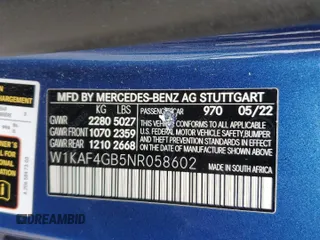 MFD BY MERCEDES-BENZ AG STUTTGART
KG LBS PASSENGER CAR 970 05/22
GVWR 2280 5027 THIS VEHICLE CONFORMS TO ALL APPLICABLE
U.S. FEDERAL MOTOR VEHICLE SAFETY, BUMPER,
GAWR F 1070 2359 AND THEFT PREVENTION STANDARDS IN EFFECT
GAWR R 1210 2668 ON THE DATE OF MANUFACTURE SHOWN ABOVE.
W1KAF4GB5NR058602
MADE IN SOUTH AFRICA
DREAMBID